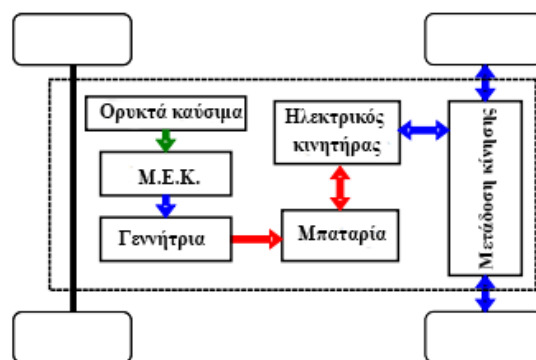 Ορυκτά καύσιμα
Μ.Ε.Κ.
Γεννήτρια
Ηλεκτρικός
κινητήρας
Μπαταρία
Μετάδοση κίνησης